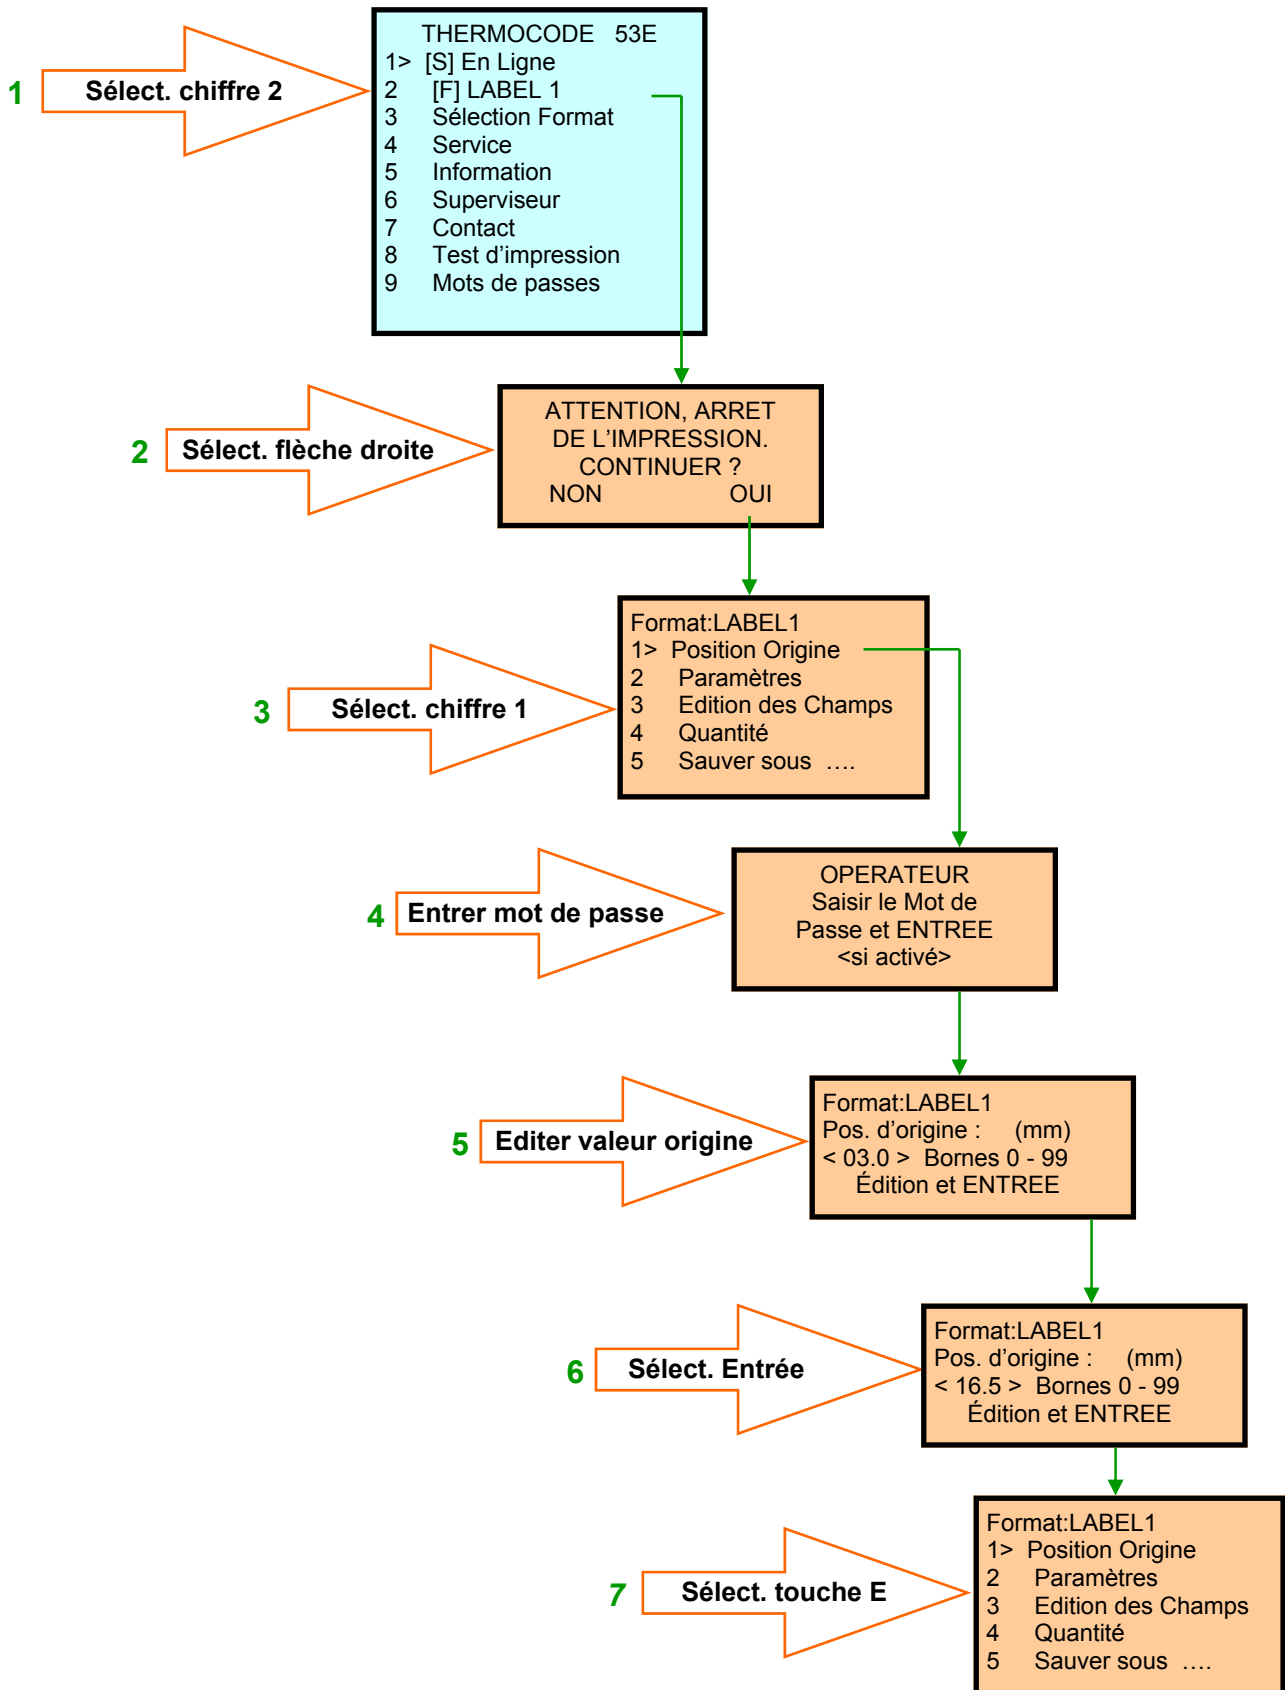 THERMOCODE 53E
1> [S] En Ligne
2 [F] LABEL 1
3 Sélection Format
4 Service
5 Information
6 Superviseur
7 Contact
8 Test d'impression
9 Mots de passes
1 Sélect. chiffre 2
2 Sélect. flèche droite
ATTENTION, ARRET
DE L'IMPRESSION.
CONTINUER ?
NON OUI
3 Sélect. chiffre 1
Format:LABEL1
1> Position Origine
2 Paramètres
3 Edition des Champs
4 Quantité
5 Sauver sous ....
4 Entrer mot de passe
OPERATEUR
Saisir le Mot de
Passe et ENTREE
<si activé>
5 Editer valeur origine
Format:LABEL1
Pos. d'origine : (mm)
< 03.0 > Bornes 0 - 99
Édition et ENTREE
6 Sélect. Entrée
Format:LABEL1
Pos. d'origine : (mm)
< 16.5 > Bornes 0 - 99
Édition et ENTREE
7 Sélect. touche E
Format:LABEL1
1> Position Origine
2 Paramètres
3 Edition des Champs
4 Quantité
5 Sauver sous ....